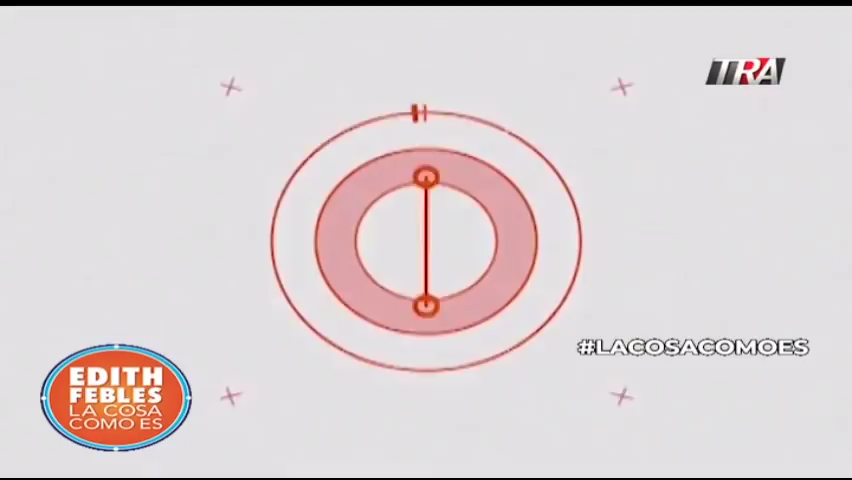 TRA
#LACOSACOMOES
EDITH
FEBLES
LA COSA
COMO ES